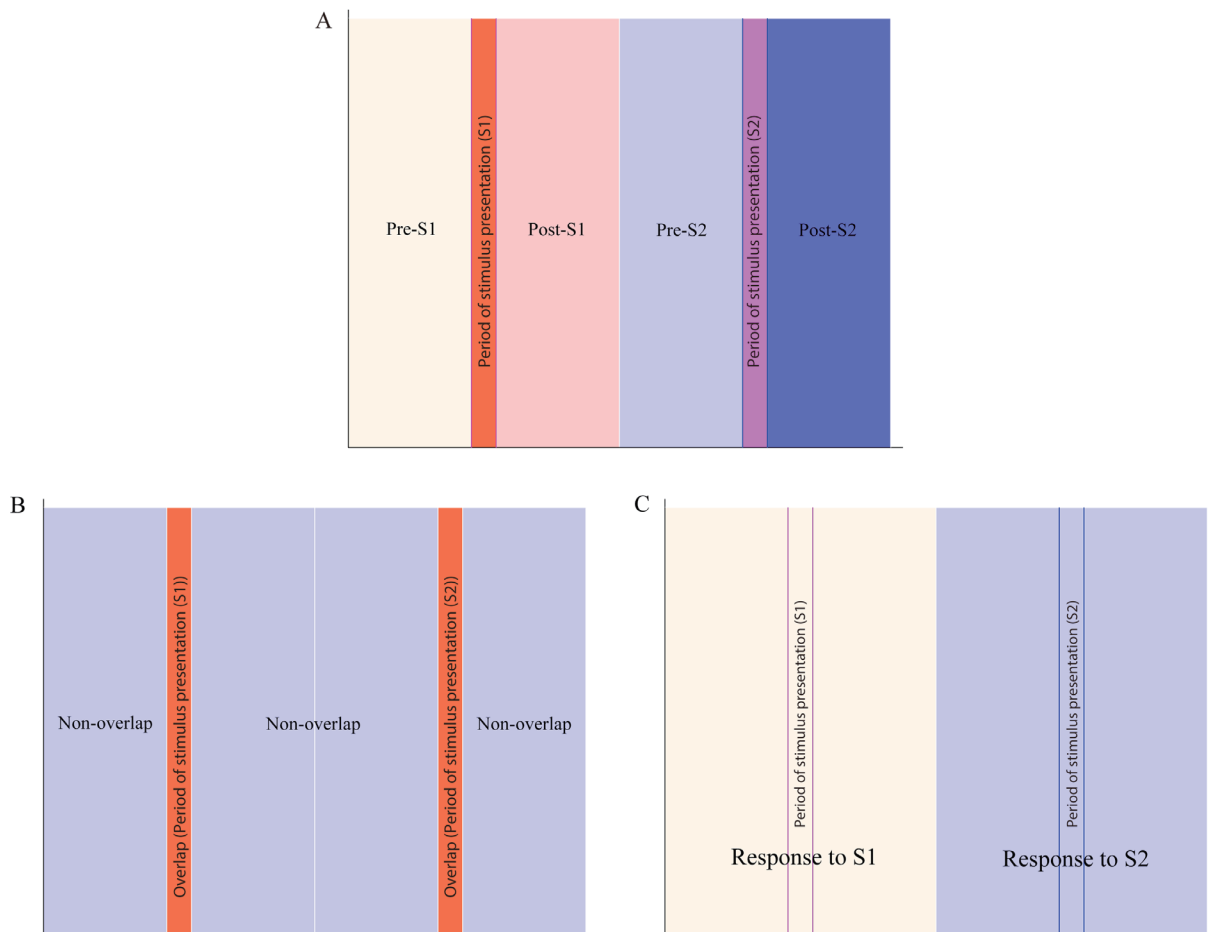 A
Pre-S1
Period of stimulus presentation (S1)
Post-S1
Pre-S2
Period of stimulus presentation (S2)
Post-S2
B
Non-overlap
Overlap (Period of stimulus presentation (S1))
Non-overlap
Overlap (Period of stimulus presentation (S2))
Non-overlap
C
Period of stimulus presentation (S1)
Response to S1
Period of stimulus presentation (S2)
Response to S2